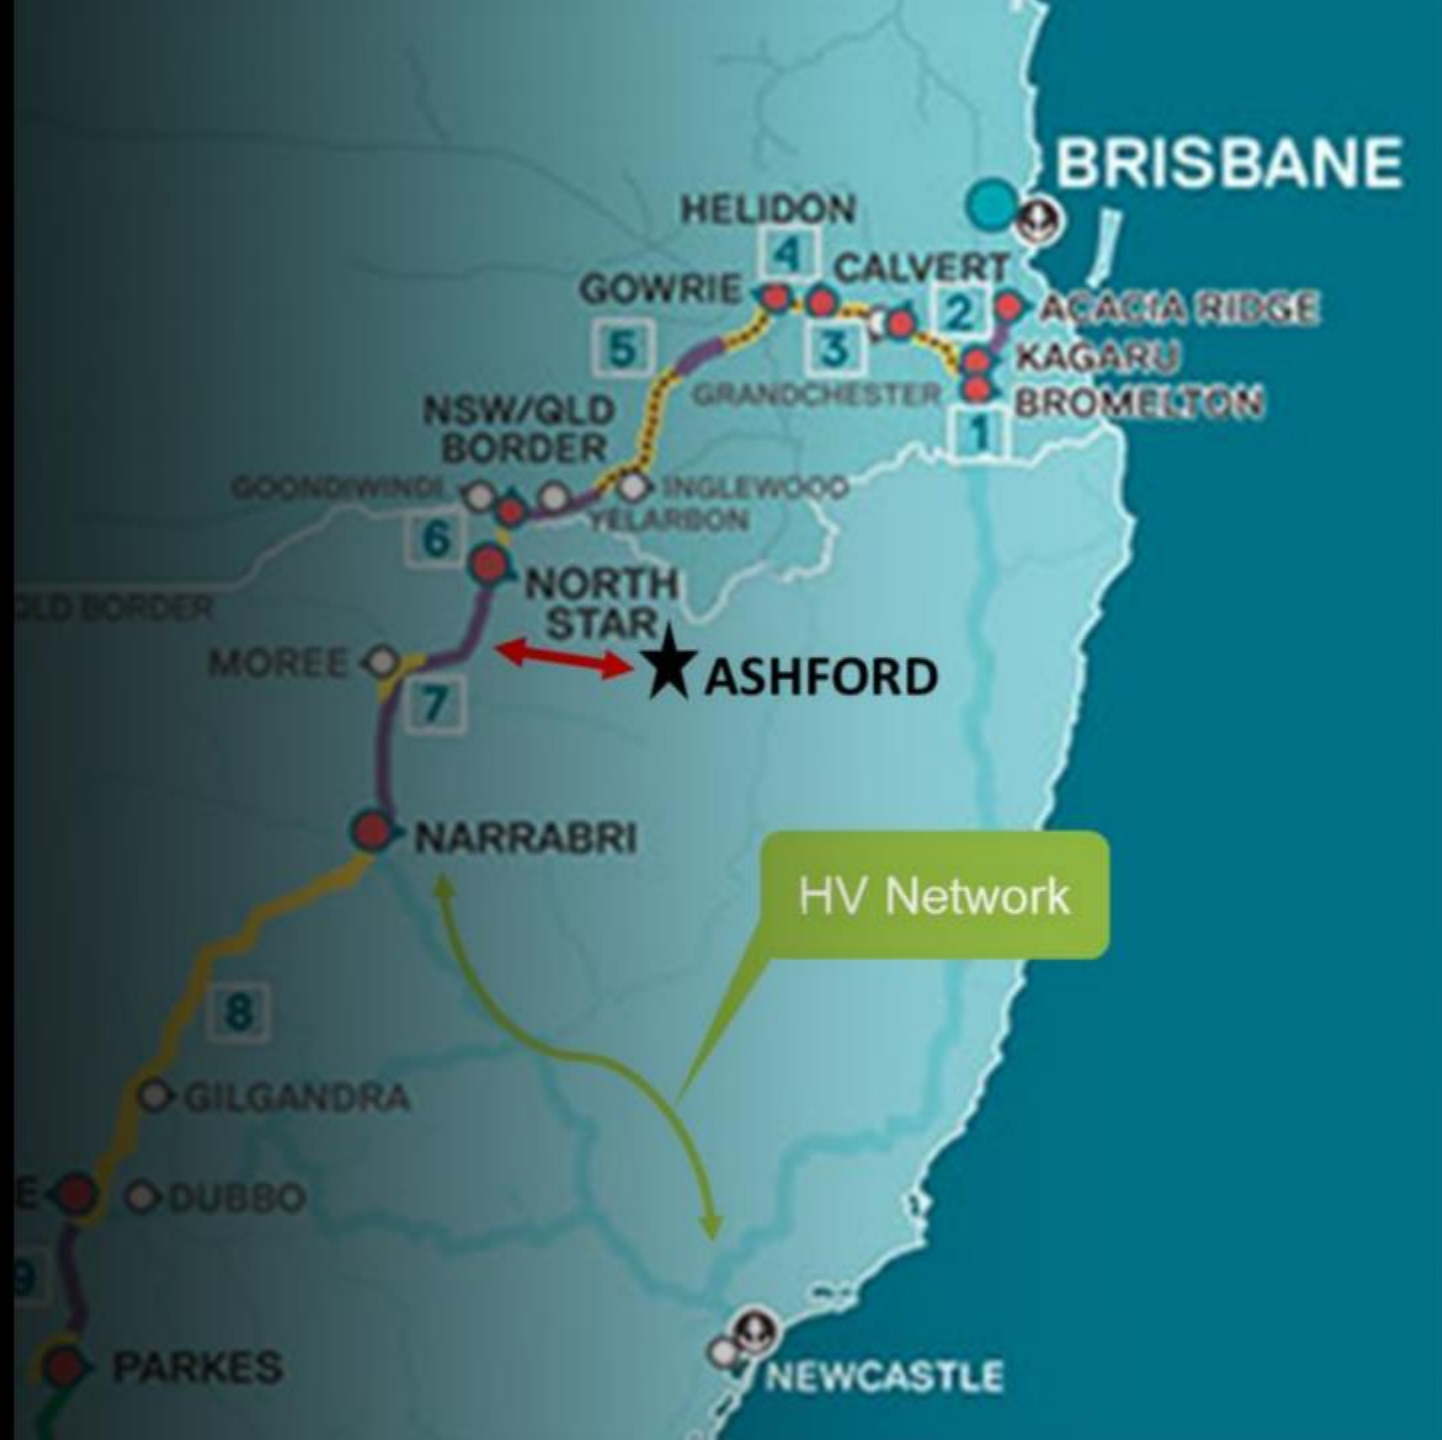 BRISBANE
HELIDON
4
CALVERT
GOWRIE
2
ACACIA RIDGE
5
3
KAGARU
GRANDCHESTER
BROMELTON
NSW/QLD
BORDER
1
GOONDIWINDI
INGLEWOOD
YELARBON
6
NORTH
STAR
QLD BORDER
MOREE
ASHFORD
7
NARRABRI
HV Network
8
GILGANDRA
E
DUBBO
9
PARKES
NEWCASTLE